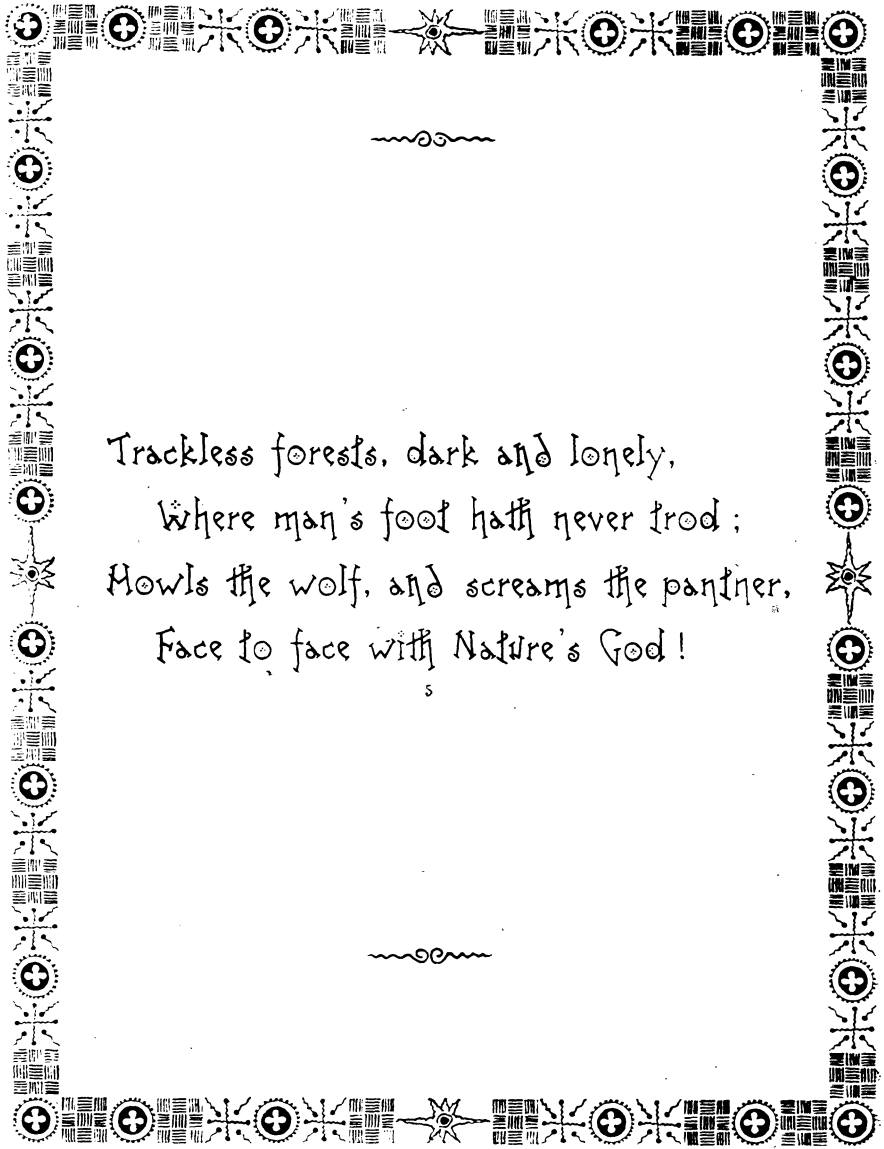 Trackless forests, dark and lonely,
Where man's foot hath never trod ;
Howls the wolf, and screams the panther,
Face to face with Nature's God !
s